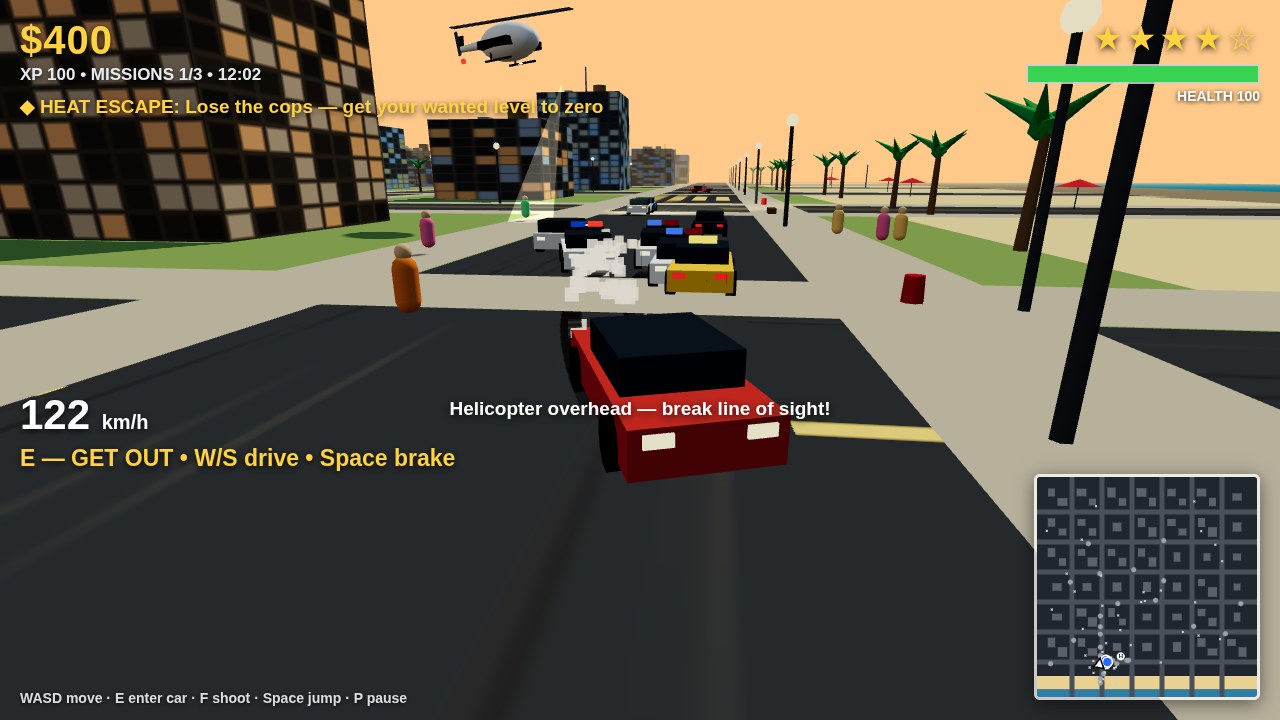 $400
XP 100 • MISSIONS 1/3 • 12:02
◆ HEAT ESCAPE: Lose the cops — get your wanted level to zero
★ ★ ★ ★ ☆
HEALTH 100
Helicopter overhead — break line of sight!
122 km/h
E — GET OUT • W/S drive • Space brake
H
WASD move · E enter car · F shoot · Space jump · P pause